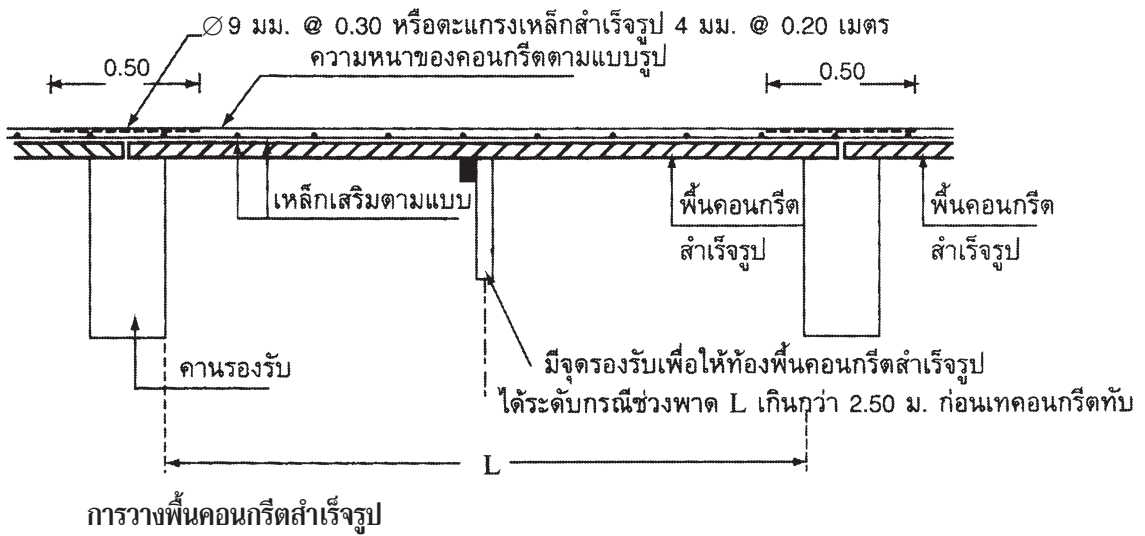 ∅9 มม. @ 0.30 หรือตะแกรงเหล็กสำเร็จรูป 4 มม. @ 0.20 เมตร
ความหนาของคอนกรีตตามแบบรูป
0.50
0.50
เหล็กเสริมตามแบบ
พื้นคอนกรีต
สำเร็จรูป
พื้นคอนกรีต
สำเร็จรูป
คานรองรับ
มีจุดรองรับเพื่อให้ท้องพื้นคอนกรีตสำเร็จรูป
ได้ระดับกรณีช่วงพาด L เกินกว่า 2.50 ม. ก่อนเทคอนกรีตทับ
L
การวางพื้นคอนกรีตสำเร็จรูป